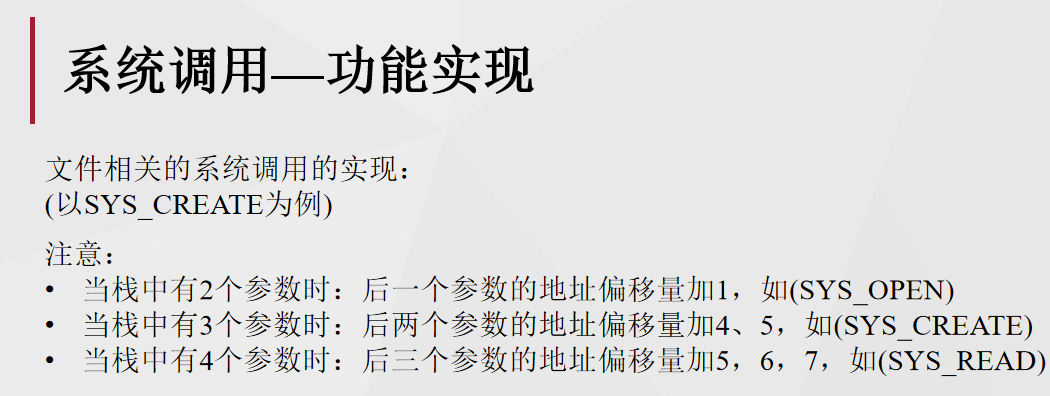 系统调用—功能实现
文件相关的系统调用的实现：
(以SYS_CREATE为例)
注意：
• 当栈中有2个参数时：后一个参数的地址偏移量加1，如(SYS_OPEN)
• 当栈中有3个参数时：后两个参数的地址偏移量加4、5，如(SYS_CREATE)
• 当栈中有4个参数时：后三个参数的地址偏移量加5，6，7，如(SYS_READ)